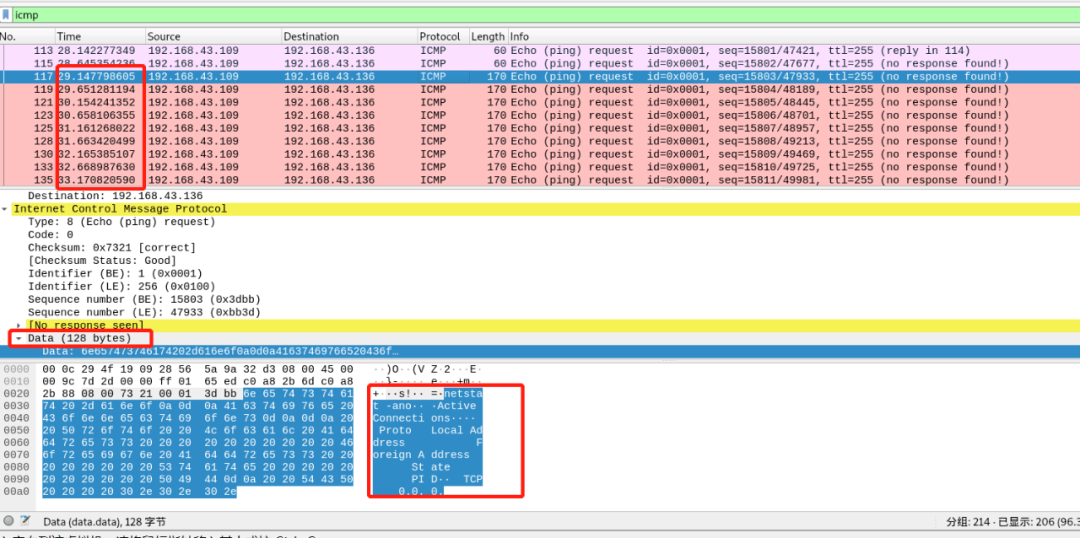 icmp
No. Time Source Destination Protocol Length Info
113 28.142277349 192.168.43.109 192.168.43.136 ICMP 60 Echo (ping) request id=0x0001, seq=15801/47421, ttl=255 (reply in 114)
115 28.645354236 192.168.43.109 192.168.43.136 ICMP 60 Echo (ping) request id=0x0001, seq=15802/47677, ttl=255 (no response found!)
117 29.147798605 192.168.43.109 192.168.43.136 ICMP 170 Echo (ping) request id=0x0001, seq=15803/47933, ttl=255 (no response found!)
119 29.651281194 192.168.43.109 192.168.43.136 ICMP 170 Echo (ping) request id=0x0001, seq=15804/48189, ttl=255 (no response found!)
121 30.154241352 192.168.43.109 192.168.43.136 ICMP 170 Echo (ping) request id=0x0001, seq=15805/48445, ttl=255 (no response found!)
123 30.658106355 192.168.43.109 192.168.43.136 ICMP 170 Echo (ping) request id=0x0001, seq=15806/48701, ttl=255 (no response found!)
125 31.161268022 192.168.43.109 192.168.43.136 ICMP 170 Echo (ping) request id=0x0001, seq=15807/48957, ttl=255 (no response found!)
128 31.663420499 192.168.43.109 192.168.43.136 ICMP 170 Echo (ping) request id=0x0001, seq=15808/49213, ttl=255 (no response found!)
130 32.165385107 192.168.43.109 192.168.43.136 ICMP 170 Echo (ping) request id=0x0001, seq=15809/49469, ttl=255 (no response found!)
133 32.668987630 192.168.43.109 192.168.43.136 ICMP 170 Echo (ping) request id=0x0001, seq=15810/49725, ttl=255 (no response found!)
135 33.170820590 192.168.43.109 192.168.43.136 ICMP 170 Echo (ping) request id=0x0001, seq=15811/49981, ttl=255 (no response found!)
Destination: 192.168.43.136
Internet Control Message Protocol
Type: 8 (Echo (ping) request)
Code: 0
Checksum: 0x7321 [correct]
[Checksum Status: Good]
Identifier (BE): 1 (0x0001)
Identifier (LE): 256 (0x0100)
Sequence number (BE): 15803 (0x3dbb)
Sequence number (LE): 47933 (0xbb3d)
[No response seen]
Data (128 bytes)
Data: 6e657473746174202d616e6f0a0d0a41637469766520436f…
0000 00 0c 29 4f 19 09 28 56 5a 9a 32 d3 08 00 45 00 ··)O··(V Z·2···E·
0010 00 9c 7d 2d 00 00 ff 01 65 ed c0 a8 2b 6d c0 a8 ··}-···· e···+m··
0020 2b 88 08 00 73 21 00 01 3d bb 6e 65 74 73 74 61 +···s!·· =·netsta
0030 74 20 2d 61 6e 6f 0a 0d 0a 41 63 74 69 76 65 20 t -ano·· ·Active
0040 43 6f 6e 6e 65 63 74 69 6f 6e 73 0d 0a 0d 0a 20 Connecti ons····
0050 20 50 72 6f 74 6f 20 20 4c 6f 63 61 6c 20 41 64 Proto Local Ad
0060 64 72 65 73 73 20 20 20 20 20 20 20 20 20 20 46 dress F
0070 6f 72 65 69 67 6e 20 41 64 64 72 65 73 73 20 20 oreign A ddress
0080 20 20 20 20 20 20 53 74 61 74 65 20 20 20 20 20 St ate
0090 20 20 20 20 20 20 50 49 44 0d 0a 20 20 54 43 50 PI D·· TCP
00a0 20 20 20 20 30 2e 30 2e 30 2e 0.0. 0.
Data (data.data), 128 字节 分组: 214 · 已显示: 206 (96.3